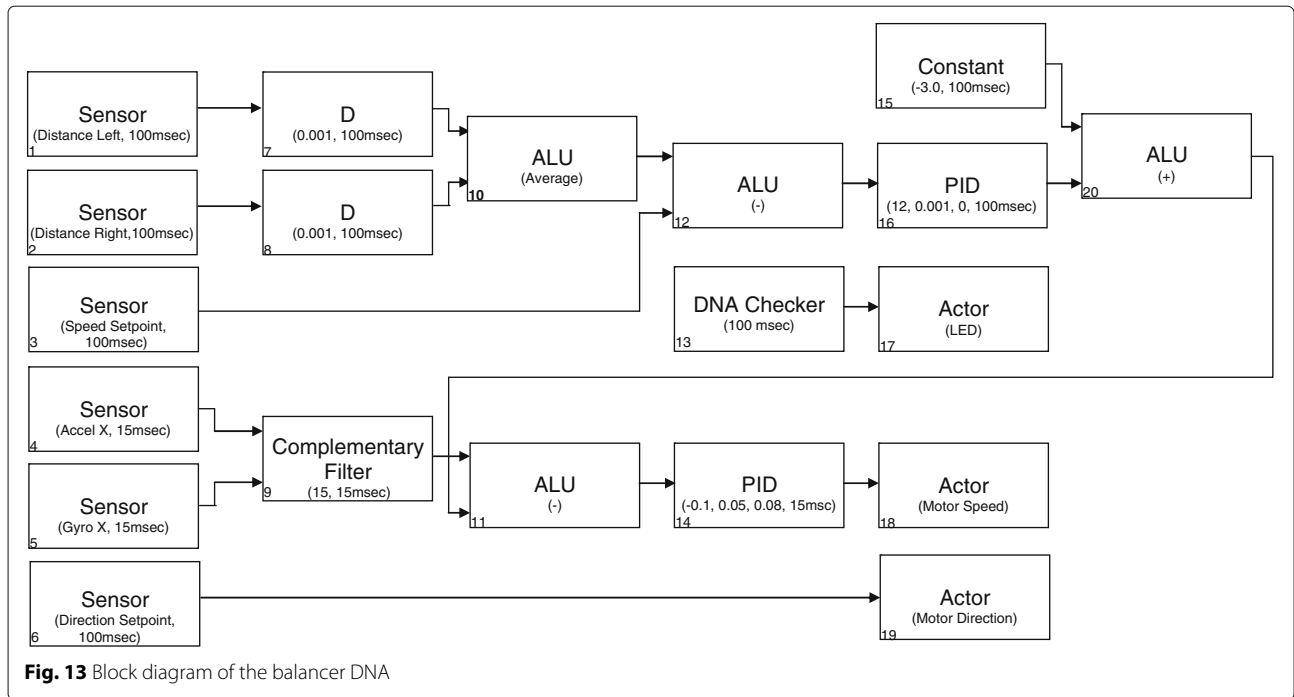 Sensor
(Distance Left, 100msec)
1
D
(0.001, 100msec)
7
Sensor
(Distance Right,100msec)
2
D
(0.001, 100msec)
8
ALU
(Average)
10
Sensor
(Speed Setpoint,
100msec)
3
ALU
(-)
12
PID
(12, 0.001, 0, 100msec)
16
Constant
(-3.0, 100msec)
15
ALU
(+)
20
DNA Checker
(100 msec)
13
Actor
(LED)
17
Sensor
(Accel X, 15msec)
4
Sensor
(Gyro X, 15msec)
5
Complementary
Filter
(15, 15msec)
9
ALU
(-)
11
PID
(-0.1, 0.05, 0.08, 15msc)
14
Actor
(Motor Speed)
18
Sensor
(Direction Setpoint,
100msec)
6
Actor
(Motor Direction)
19
Fig. 13 Block diagram of the balancer DNA